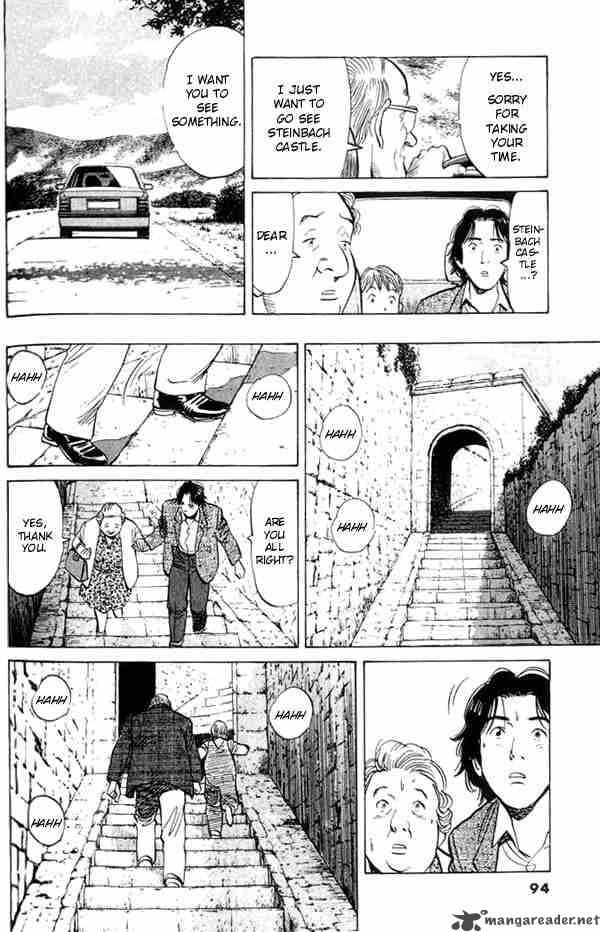 YES...
SORRY
FOR
TAKING
YOUR
TIME.
I JUST
WANT
TO
GO SEE
STEINBACH
CASTLE.
STEIN-
BACH
CAS-
TLE
...?
DEAR
...
I WANT
YOU TO
SEE
SOMETHING.
HAHH
HAHH
HAHH
HAHH
HAHH
ARE
YOU
ALL
RIGHT?
YES,
THANK
YOU.
HAHH
HAHH
HAHH
94
mangareader.net